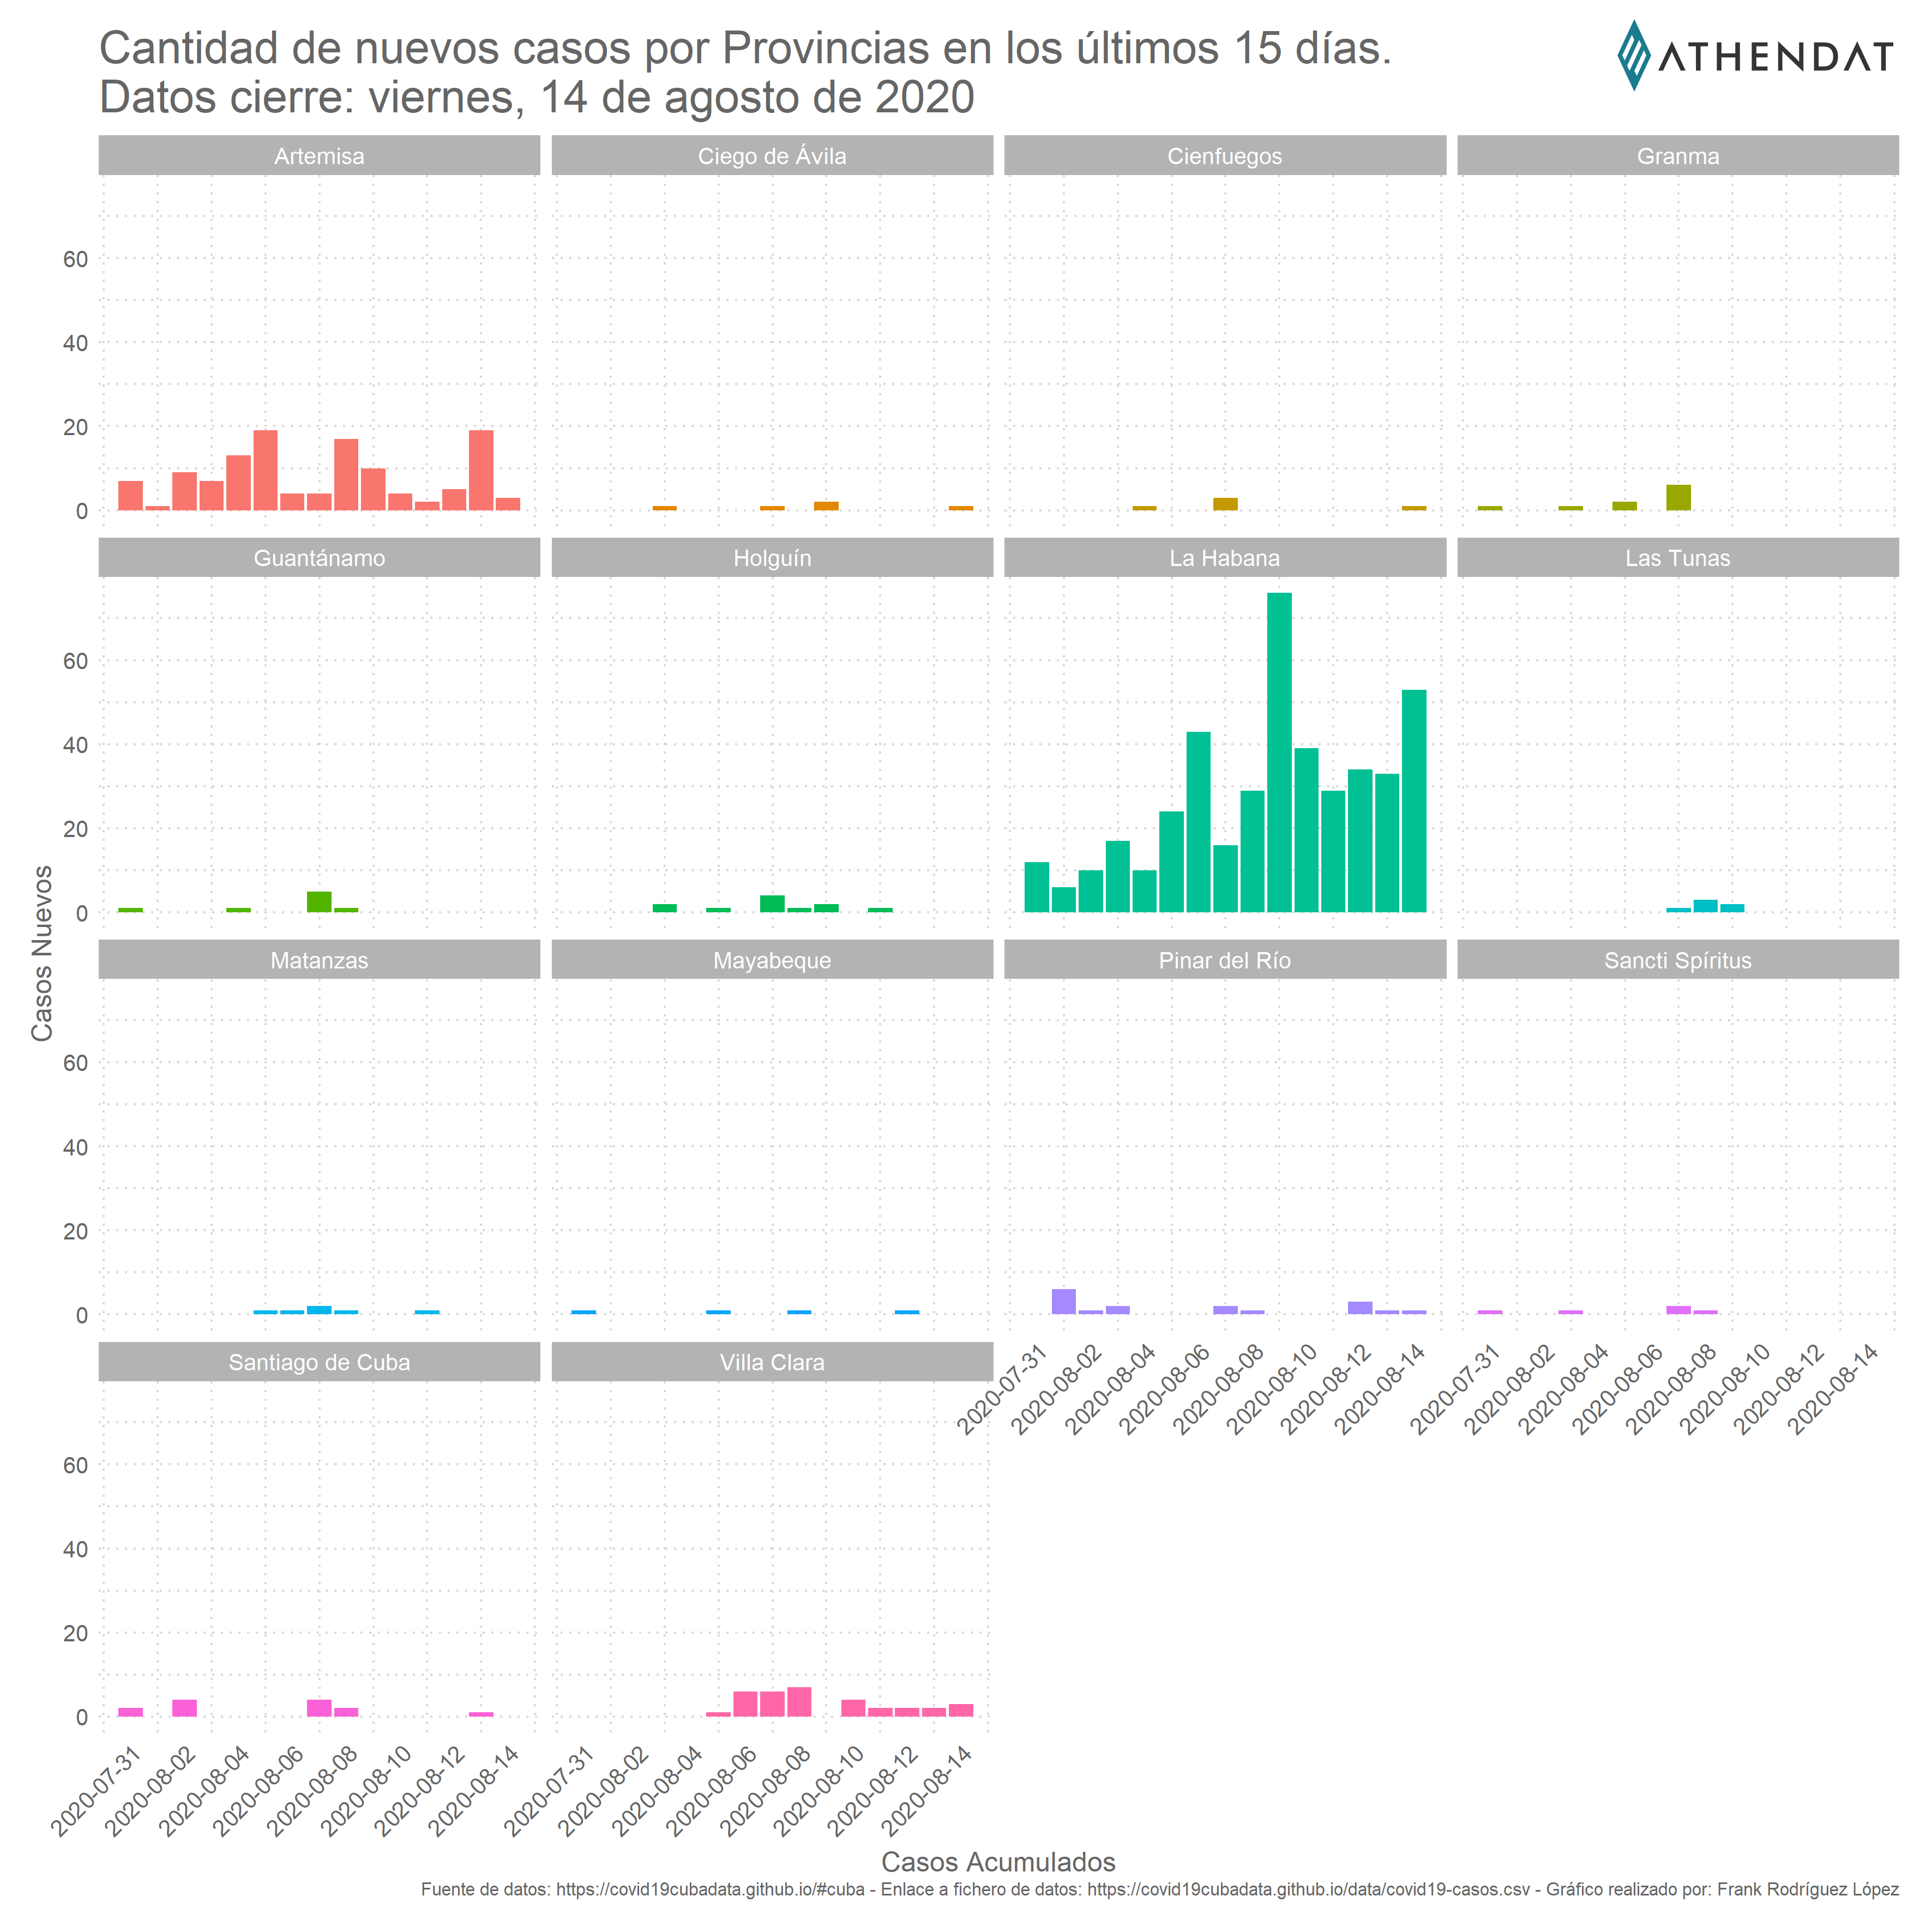 Cantidad de nuevos casos por Provincias en los últimos 15 días.
Datos cierre: viernes, 14 de agosto de 2020
ATHENDAT
Artemisa
Ciego de Ávila
Cienfuegos
Granma
60
40
20
0
Guantánamo
Holguín
La Habana
Las Tunas
60
40
20
0
Casos Nuevos
Matanzas
Mayabeque
Pinar del Río
Sancti Spíritus
60
40
20
0
2020-07-31
2020-08-02
2020-08-04
2020-08-06
2020-08-08
2020-08-10
2020-08-12
2020-08-14
2020-07-31
2020-08-02
2020-08-04
2020-08-06
2020-08-08
2020-08-10
2020-08-12
2020-08-14
Santiago de Cuba
Villa Clara
60
40
20
0
2020-07-31
2020-08-02
2020-08-04
2020-08-06
2020-08-08
2020-08-10
2020-08-12
2020-08-14
2020-07-31
2020-08-02
2020-08-04
2020-08-06
2020-08-08
2020-08-10
2020-08-12
2020-08-14
Casos Acumulados
Fuente de datos: https://covid19cubadata.github.io/#cuba - Enlace a fichero de datos: https://covid19cubadata.github.io/data/covid19-casos.csv - Gráfico realizado por: Frank Rodríguez López